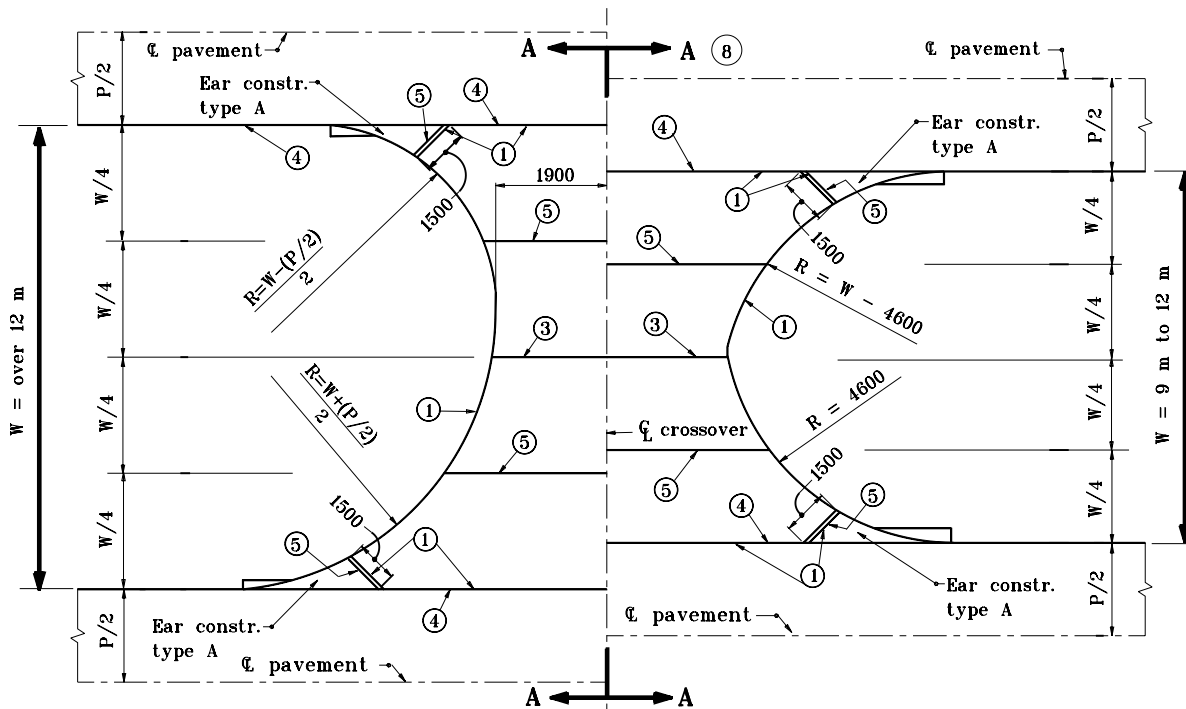 A A 8
℄ pavement
℄ pavement
P/2
Ear constr.
type A
5
4
4
1
4
Ear constr.
type A
P/2
1
5
1900
1500
W/4
W/4
5
5
1500
R=W-(P/2)
2
R = W - 4600
1
W/4
W/4
W = over 12 m
3
3
W = 9 m to 12 m
R=W+(P/2)
2
1
R = 4600
W/4
W/4
℄ crossover
5
5
1500
1500
5
1
4
5
W/4
W/4
1
4
Ear constr.
type A
Ear constr.
type A
P/2
P/2
℄ pavement
℄ pavement
A A